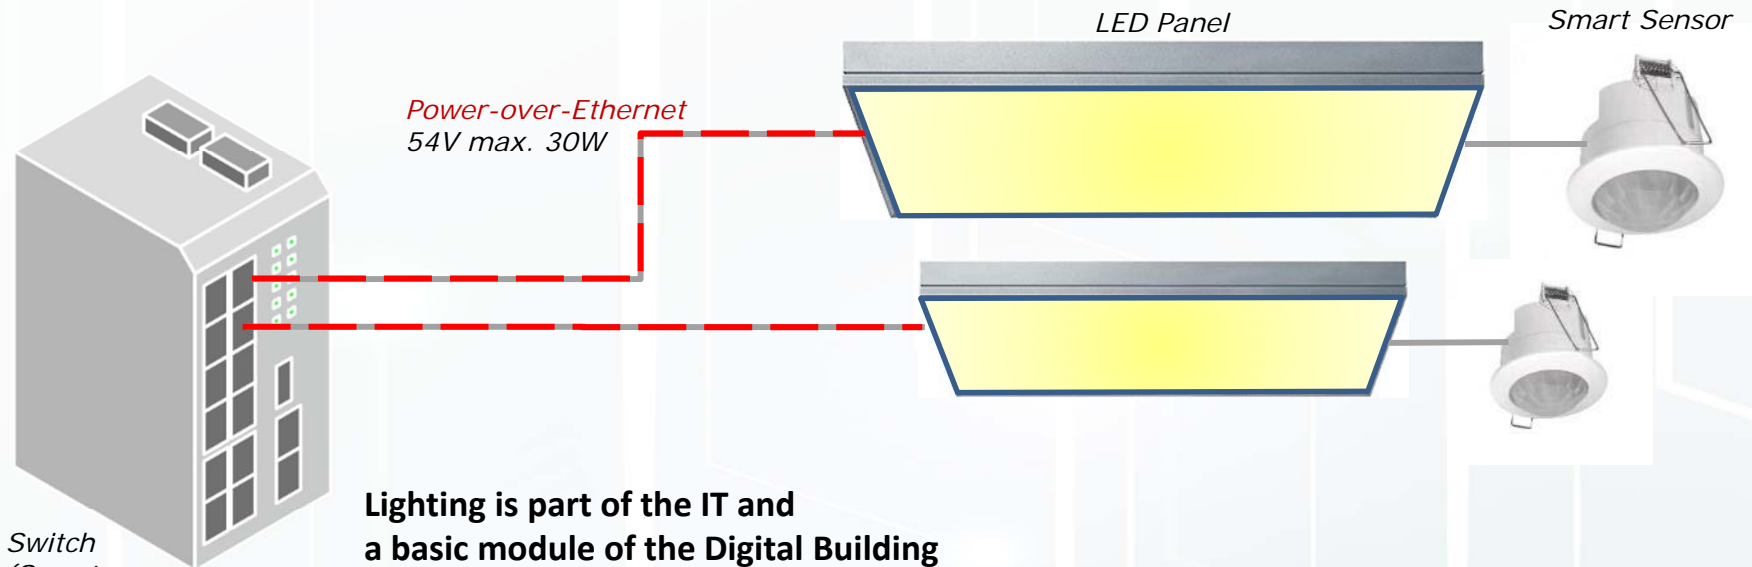 LED Panel
Smart Sensor
Power-over-Ethernet
54V max. 30W
Lighting is part of the IT and
a basic module of the Digital Building
Switch